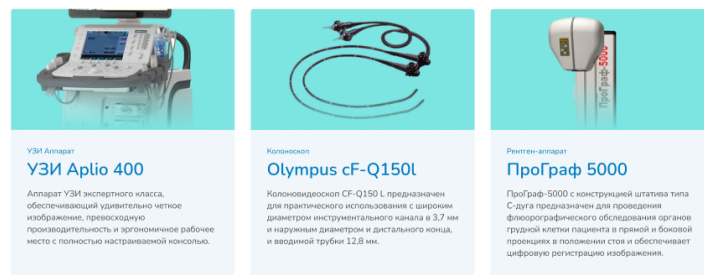 ПроГраф-5000
УЗИ Аппарат
УЗИ Aplio 400
Аппарат УЗИ экспертного класса,
обеспечивающий удивительно четкое
изображение, превосходную
производительность и эргономичное рабочее
место с полностью настраиваемой консолью.
Колоноскоп
Olympus cF-Q150l
Колоновидеоскоп CF-Q150 L предназначен
для практического использования с широким
диаметром инструментального канала в 3,7 мм
и наружным диаметром и дистального конца,
и вводимой трубки 12,8 мм.
Рентген-аппарат
ПроГраф 5000
ПроГраф-5000 с конструкцией штатива типа
С-дуга предназначен для проведения
флюорографического обследования органов
грудной клетки пациента в прямой и боковой
проекциях в положении стоя и обеспечивает
цифровую регистрацию изображения.